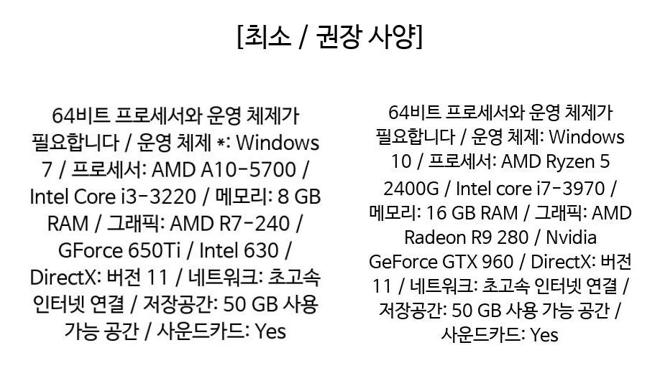 [최소 / 권장 사양]
64비트 프로세서와 운영 체제가
필요합니다 / 운영 체제 *: Windows
7 / 프로세서: AMD A10-5700 /
Intel Core i3-3220 / 메모리: 8 GB
RAM / 그래픽: AMD R7-240 /
GForce 650Ti / Intel 630 /
DirectX: 버전 11 / 네트워크: 초고속
인터넷 연결 / 저장공간: 50 GB 사용
가능 공간 / 사운드카드: Yes
64비트 프로세서와 운영 체제가
필요합니다 / 운영 체제: Windows
10 / 프로세서: AMD Ryzen 5
2400G / Intel core i7-3970 /
메모리: 16 GB RAM / 그래픽: AMD
Radeon R9 280 / Nvidia
GeForce GTX 960 / DirectX: 버전
11 / 네트워크: 초고속 인터넷 연결 /
저장공간: 50 GB 사용 가능 공간 /
사운드카드: Yes